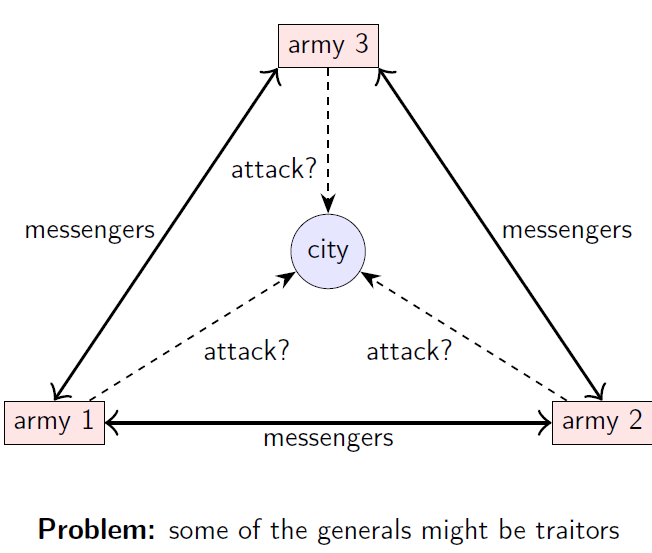 army 3
attack?
messengers
messengers
city
attack?
attack?
army 1
army 2
messengers
Problem: some of the generals might be traitors